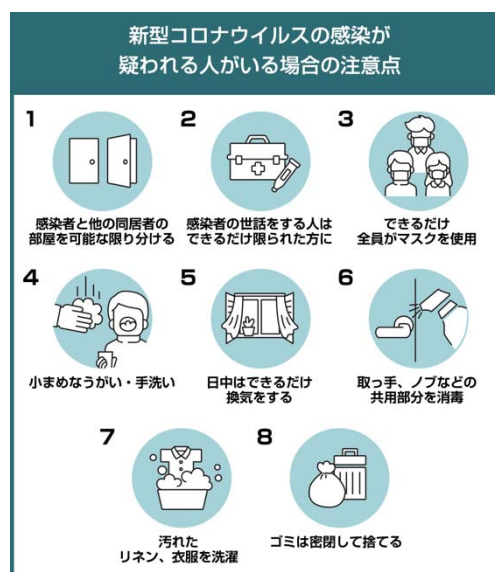 新型コロナウイルスの感染が
疑われる人がいる場合の注意点
1
感染者と他の同居者の
部屋を可能な限り分ける
2
感染者の世話をする人は
できるだけ限られた方に
3
できるだけ
全員がマスクを使用
4
小まめなうがい・手洗い
5
日中はできるだけ
換気をする
6
取っ手、ノブなどの
共用部分を消毒
7
汚れた
リネン、衣服を洗濯
8
ゴミは密閉して捨てる